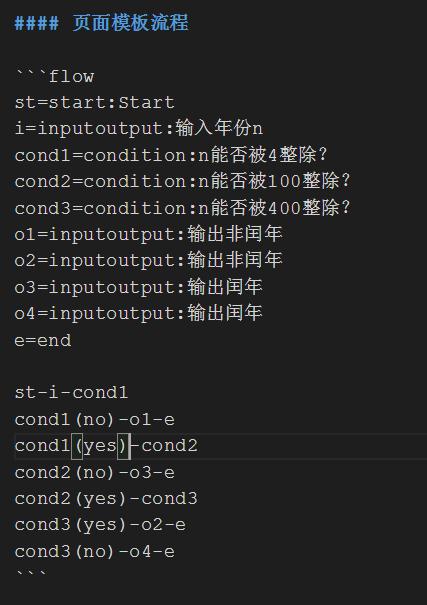 #### 页面模板流程
```flow
st=start:Start
i=inputoutput:输入年份n
cond1=condition:n能否被4整除?
cond2=condition:n能否被100整除?
cond3=condition:n能否被400整除?
o1=inputoutput:输出非闰年
o2=inputoutput:输出非闰年
o3=inputoutput:输出闰年
o4=inputoutput:输出闰年
e=end
st-i-cond1
cond1(no)-o1-e
cond1(yes)-cond2
cond2(no)-o3-e
cond2(yes)-cond3
cond3(yes)-o2-e
cond3(no)-o4-e
```